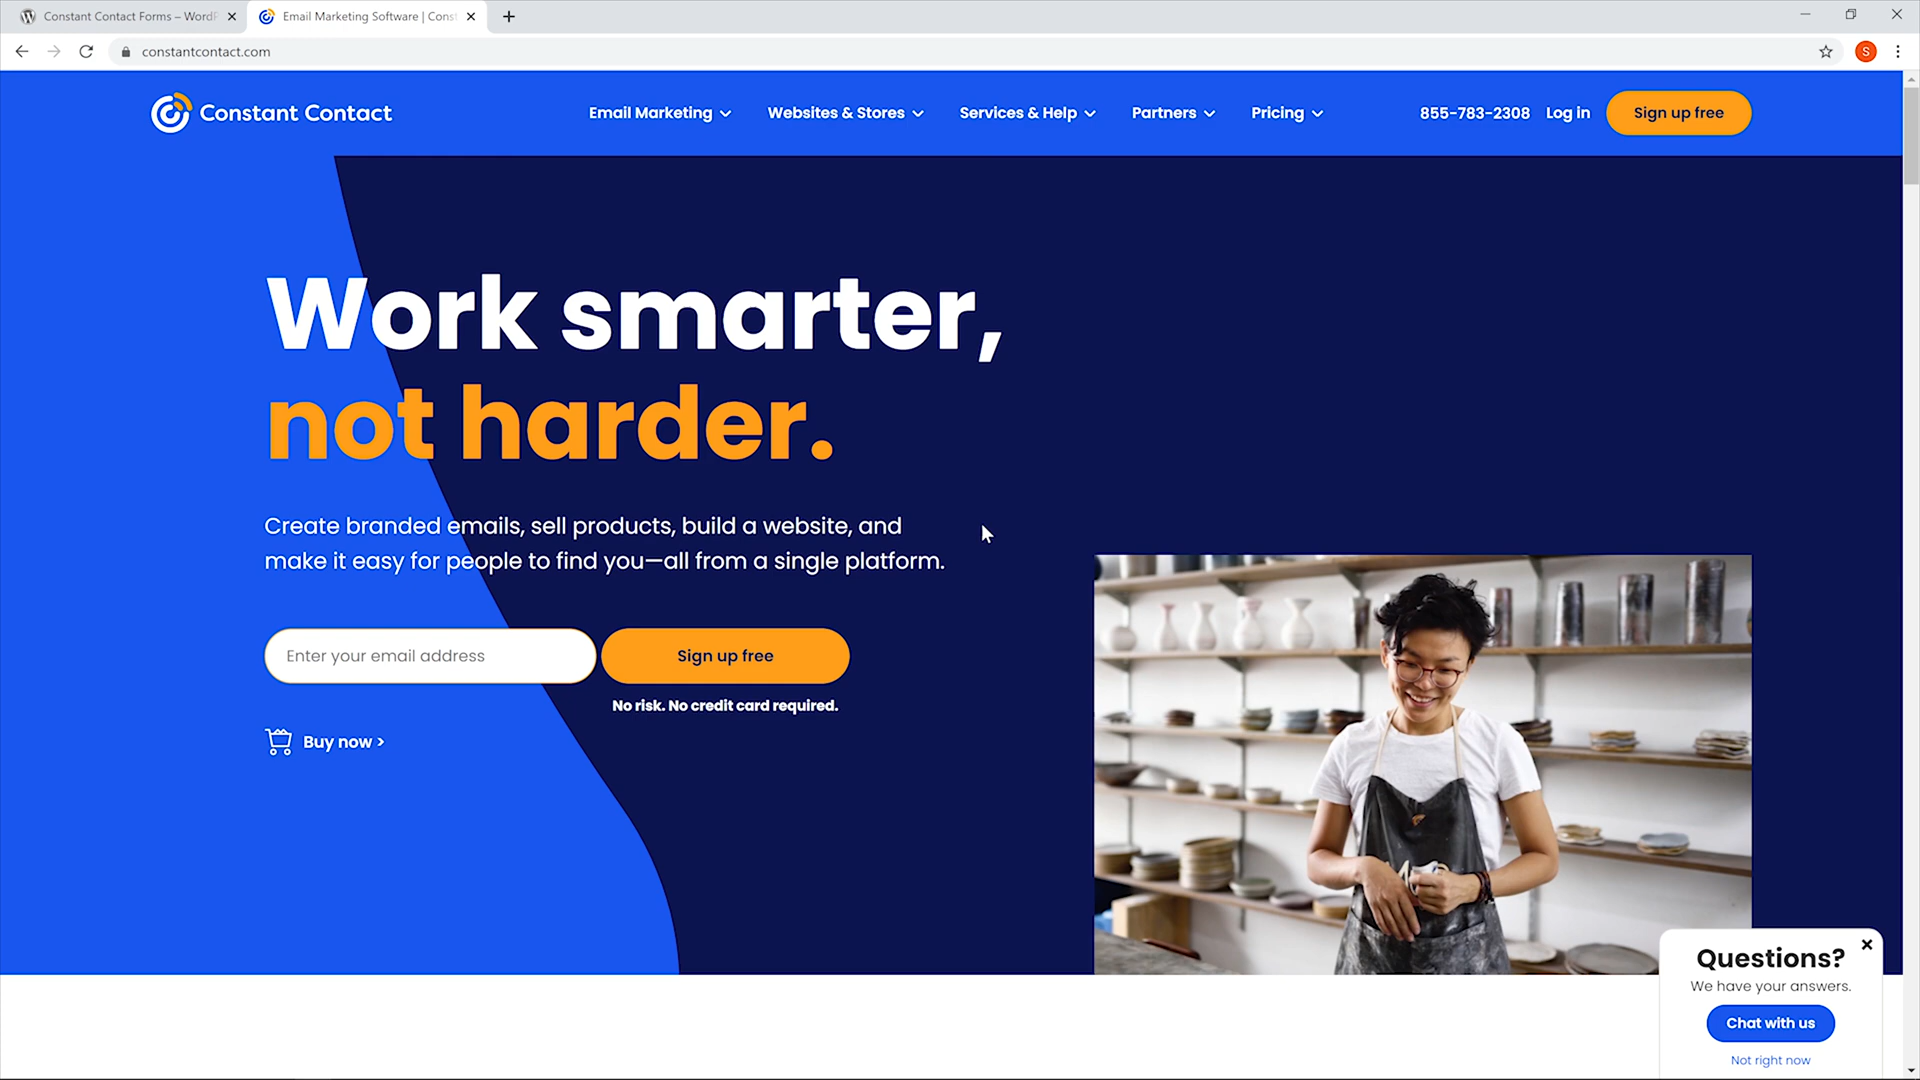 Constant Contact Forms – WordP
Email Marketing Software | Const
constantcontact.com
S
Constant Contact
Email Marketing
Websites & Stores
Services & Help
Partners
Pricing
855-783-2308
Log in
Sign up free
Work smarter,
not harder.
Create branded emails, sell products, build a website, and
make it easy for people to find you—all from a single platform.
Enter your email address
Sign up free
No risk. No credit card required.
Buy now >
Questions?
We have your answers.
Chat with us
Not right now